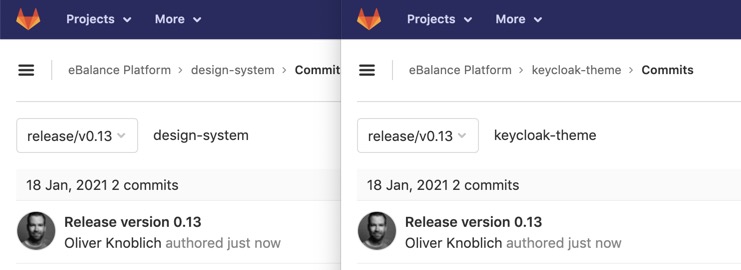 Projects More
eBalance Platform > design-system > Commit
release/v0.13 design-system
18 Jan, 2021 2 commits
Release version 0.13
Oliver Knoblich authored just now
Projects More
eBalance Platform > keycloak-theme > Commits
release/v0.13 keycloak-theme
18 Jan, 2021 2 commits
Release version 0.13
Oliver Knoblich authored just now